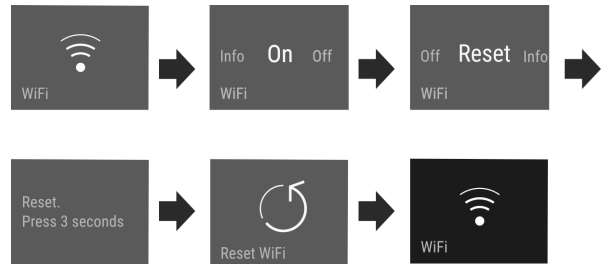 WiFi
Info On Off
WiFi
Off Reset Info
WiFi
Reset.
Press 3 seconds
Reset WiFi
WiFi